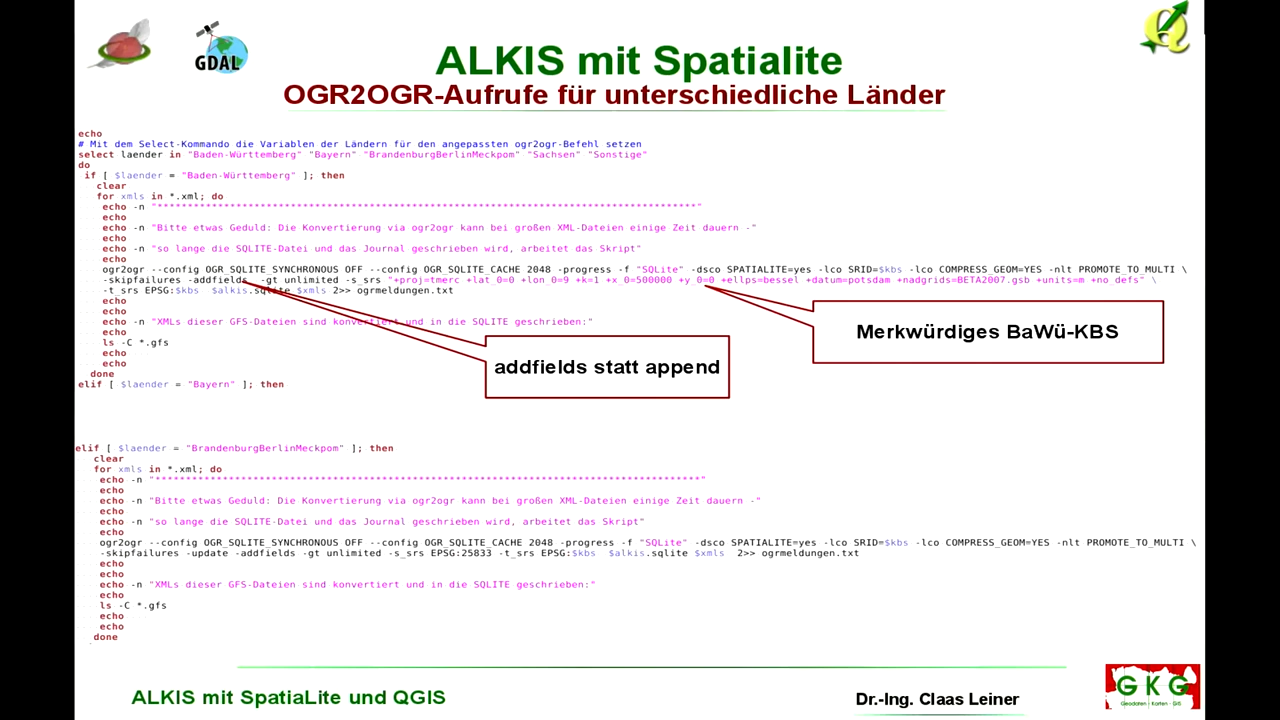 GDAL
ALKIS mit Spatialite
OGR2OGR-Aufrufe für unterschiedliche Länder
echo
# Mit dem Select-Kommando die Variablen der Ländern für den angepassten ogr2ogr-Befehl setzen
select laender in "Baden-Württemberg" "Bayern" "BrandenburgBerlinMeckpom" "Sachsen" "Sonstige"
do
if [ $laender = "Baden-Württemberg" ]; then
clear
for xmls in *.xml; do
echo -n "******************************************************************************************"
echo
echo -n "Bitte etwas Geduld: Die Konvertierung via ogr2ogr kann bei großen XML-Dateien einige Zeit dauern -"
echo
echo -n "so lange die SQLITE-Datei und das Journal geschrieben wird, arbeitet das Skript"
echo
ogr2ogr --config OGR_SQLITE_SYNCHRONOUS OFF --config OGR_SQLITE_CACHE 2048 -progress -f "SQLite" -dsco SPATIALITE=yes -lco SRID=$kbs -lco COMPRESS_GEOM=YES -nlt PROMOTE_TO_MULTI \
-skipfailures -addfields -gt unlimited -s_srs "+proj=tmerc +lat_0=0 +lon_0=9 +k=1 +x_0=500000 +y_0=0 +ellps=bessel +datum=potsdam +nadgrids=BETA2007.gsb +units=m +no_defs" \
-t_srs EPSG:$kbs $alkis.sqlite $xmls 2>> ogrmeldungen.txt
echo
echo
echo -n "XMLs dieser GFS-Dateien sind konvertiert und in die SQLITE geschrieben:"
echo
ls -C *.gfs
echo
echo
done
elif [ $laender = "Bayern" ]; then
Merkwürdiges BaWü-KBS
addfields statt append
elif [ $laender = "BrandenburgBerlinMeckpom" ]; then
clear
for xmls in *.xml; do
echo -n "*******************************************************************************************"
echo
echo -n "Bitte etwas Geduld: Die Konvertierung via ogr2ogr kann bei großen XML-Dateien einige Zeit dauern -"
echo
echo -n "so lange die SQLITE-Datei und das Journal geschrieben wird, arbeitet das Skript"
echo
ogr2ogr --config OGR_SQLITE_SYNCHRONOUS OFF --config OGR_SQLITE_CACHE 2048 -progress -f "SQLite" -dsco SPATIALITE=yes -lco SRID=$kbs -lco COMPRESS_GEOM=YES -nlt PROMOTE_TO_MULTI \
-skipfailures -update -addfields -gt unlimited -s_srs EPSG:25833 -t_srs EPSG:$kbs $alkis.sqlite $xmls 2>> ogrmeldungen.txt
echo
echo
echo -n "XMLs dieser GFS-Dateien sind konvertiert und in die SQLITE geschrieben:"
echo
ls -C *.gfs
echo
echo
done
ALKIS mit SpatiaLite und QGIS
Dr.-Ing. Claas Leiner
GKG
Geodaten - Karten - GIS